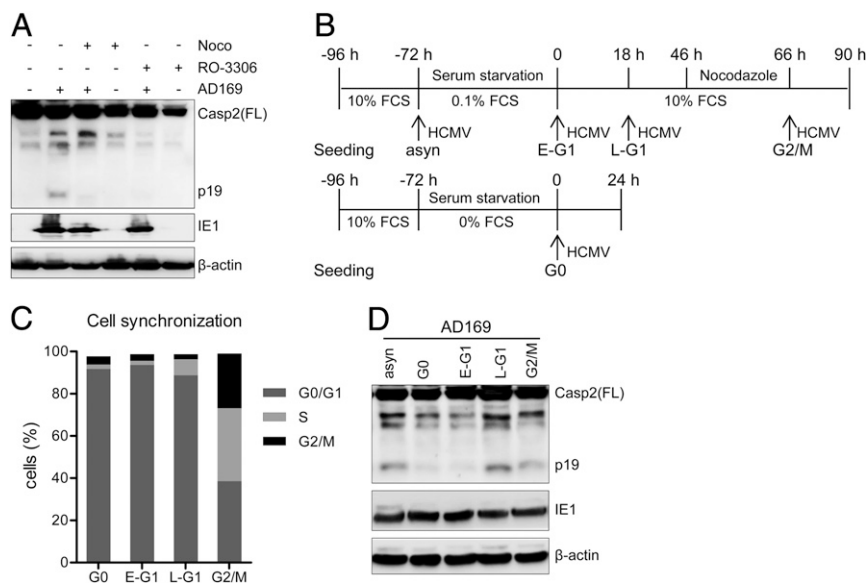 A
Noco - - + + - -
RO-3306 - - - - + +
AD169 - + + - + -
Casp2(FL)
p19
IE1
β-actin
B
-96 h -72 h 0 18 h 46 h 66 h 90 h
Serum starvation Nocodazole
10% FCS 0.1% FCS 10% FCS
HCMV HCMV HCMV HCMV
Seeding asyn E-G1 L-G1 G2/M
-96 h -72 h 0 24 h
Serum starvation
10% FCS 0% FCS
HCMV
Seeding G0
C
Cell synchronization
100
80
60
40
20
0
cells (%)
G0 E-G1 L-G1 G2/M
G0/G1
S
G2/M
D
AD169
asyn G0 E-G1 L-G1 G2/M
Casp2(FL)
p19
IE1
β-actin